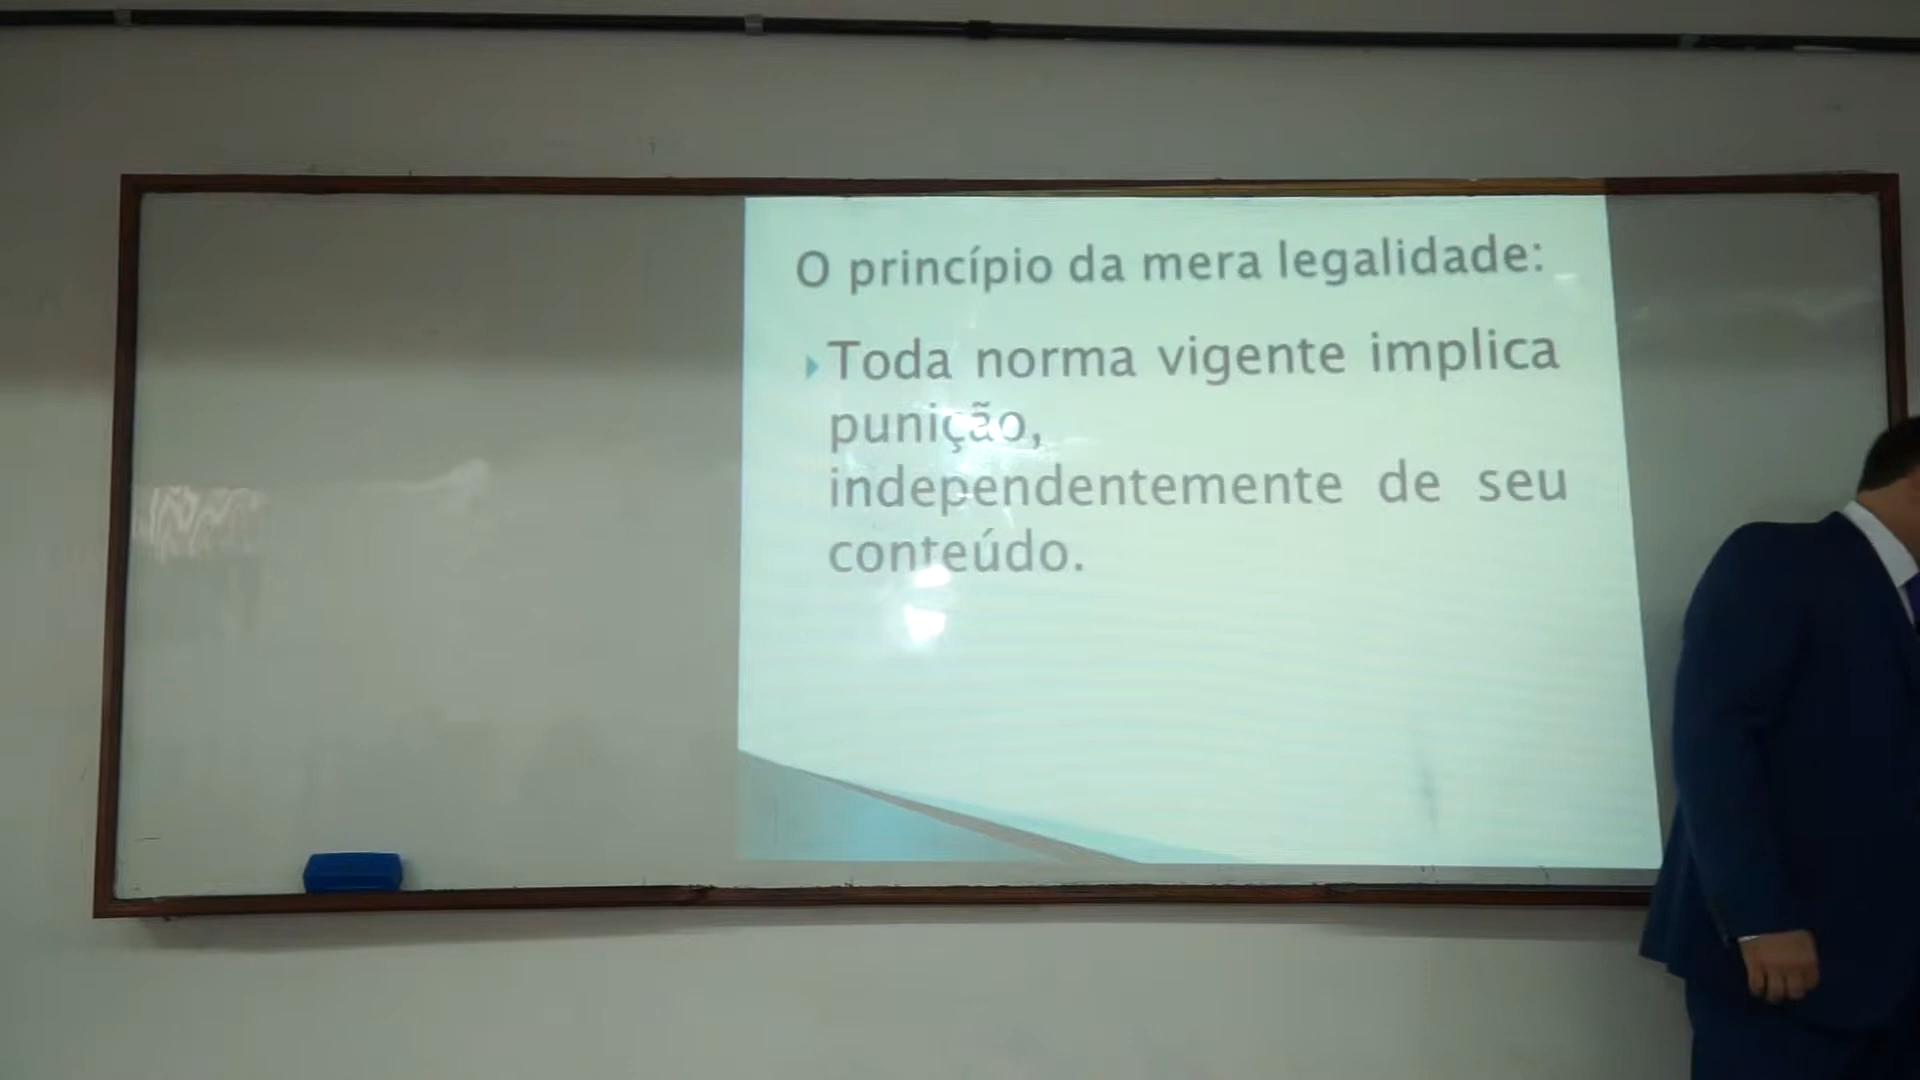 O princípio da mera legalidade:
Toda norma vigente implica
punição,
independentemente de seu
conteúdo.